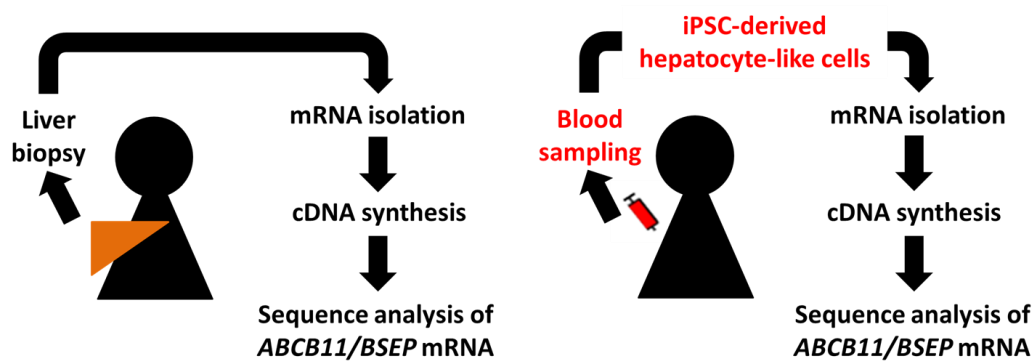 Liver
biopsy
mRNA isolation
cDNA synthesis
Sequence analysis of
ABCB11/BSEP mRNA
iPSC-derived
hepatocyte-like cells
Blood
sampling
mRNA isolation
cDNA synthesis
Sequence analysis of
ABCB11/BSEP mRNA